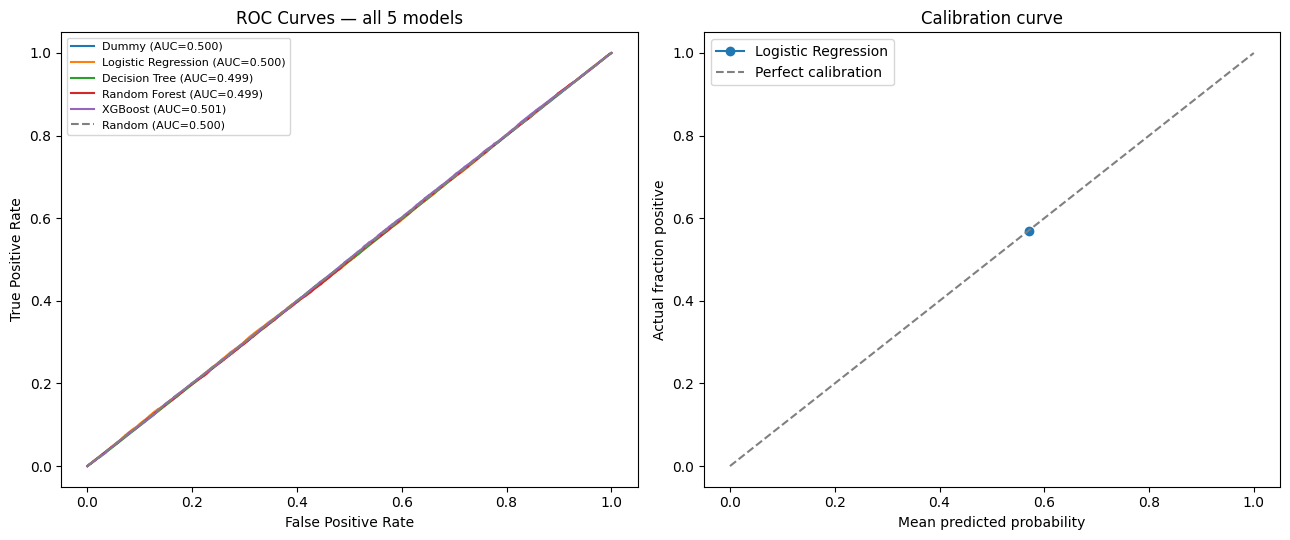 ROC Curves — all 5 models
Dummy (AUC=0.500)
Logistic Regression (AUC=0.500)
Decision Tree (AUC=0.499)
Random Forest (AUC=0.499)
XGBoost (AUC=0.501)
Random (AUC=0.500)
1.0
0.8
0.6
0.4
0.2
0.0
True Positive Rate
0.0 0.2 0.4 0.6 0.8 1.0
False Positive Rate
Calibration curve
Logistic Regression
Perfect calibration
1.0
0.8
0.6
0.4
0.2
0.0
Actual fraction positive
0.0 0.2 0.4 0.6 0.8 1.0
Mean predicted probability